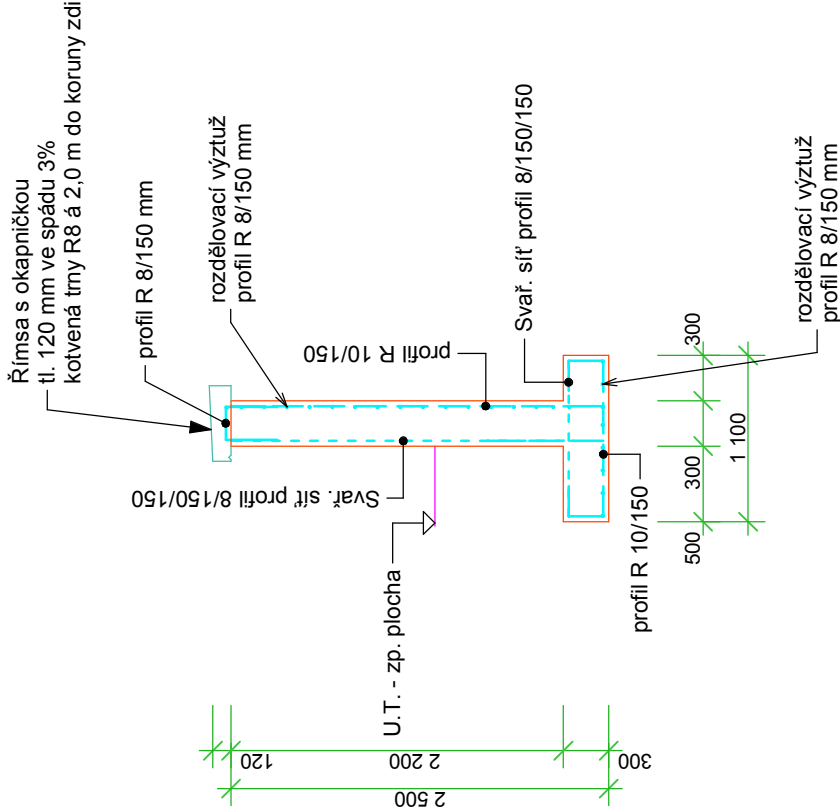 Římsa s okapničkou
tl. 120 mm ve spádu 3%
kotvená trny R8 á 2,0 m do koruny zdi
profil R 8/150 mm
rozdělovací výztuž
profil R 8/150 mm
Svař. síť profil 8/150/150
profil R 10/150
Svař. síť profil 8/150/150
U.T. - zp. plocha
profil R 10/150
rozdělovací výztuž
profil R 8/150 mm
300
300
500
1 100
120
2 200
300
2 500